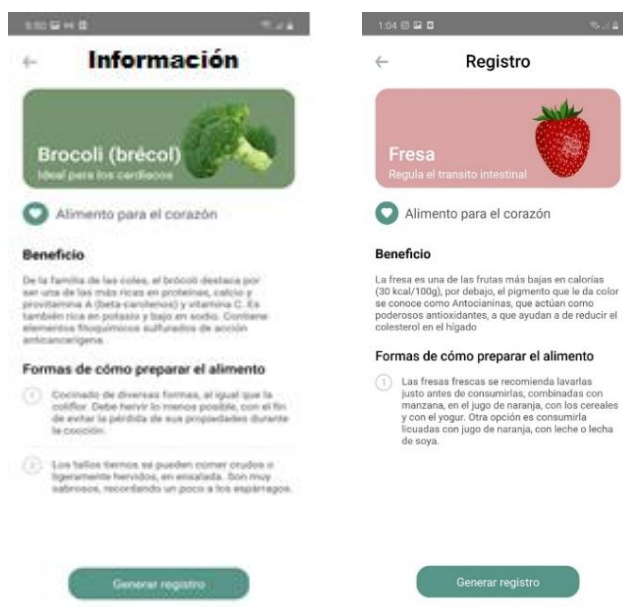 5:00
Información
Brocoli (brécol)
Ideal para los cardiacos
Alimento para el corazón
Beneficio
De la familia de las coles, el brócoli destaca por
ser una de las más ricas en proteínas, calcio y
provitamina A (beta-carotenos) y vitamina C. Es
también rica en potasio y bajo en sodio. Contiene
elementos fitoquímicos sulfurados de acción
anticancerígena.
Formas de cómo preparar el alimento
1 Cocinado de diversas formas, al igual que la
coliflor. Debe hervir lo menos posible, con el fin
de evitar la pérdida de sus propiedades durante
la cocción.
2 Los tallos tiernos se pueden comer crudos o
ligeramente hervidos, en ensalada. Son muy
sabrosos, recordando un poco a los espárragos.
Generar registro
1:04
Registro
Fresa
Regula el transito intestinal
Alimento para el corazón
Beneficio
La fresa es una de las frutas más bajas en calorías
(30 kcal/100g), por debajo, el pigmento que le da color
se conoce como Antocianinas, que actúan como
poderosos antioxidantes, a que ayudan a de reducir el
colesterol en el hígado
Formas de cómo preparar el alimento
1 Las fresas frescas se recomienda lavarlas
justo antes de consumirlas, combinadas con
manzana, en el jugo de naranja, con los cereales
y con el yogur. Otra opción es consumirla
licuadas con jugo de naranja, con leche o lecha
de soya.
Generar registro